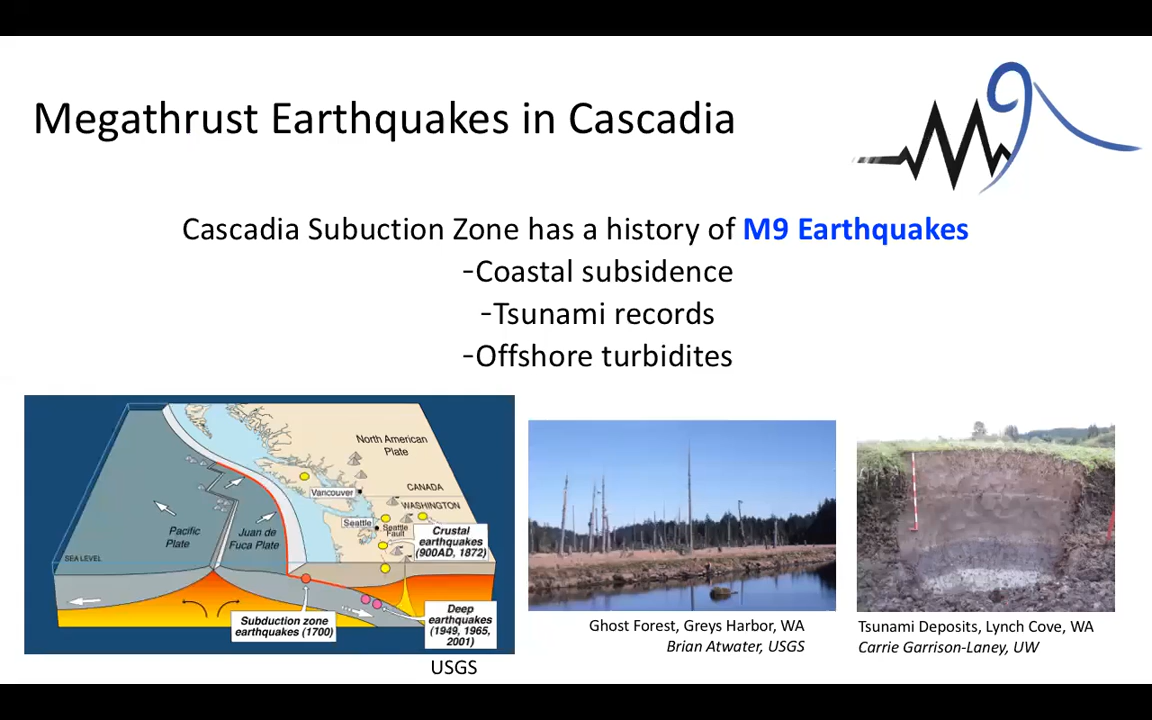 Megathrust Earthquakes in Cascadia
M9
Cascadia Subuction Zone has a history of M9 Earthquakes
-Coastal subsidence
-Tsunami records
-Offshore turbidites
North American
Plate
CANADA
Vancouver
WASHINGTON
Seattle
Seattle
Fault
Pacific
Plate
Juan de
Fuca Plate
Crustal
earthquakes
(900AD, 1872)
SEA LEVEL
Subduction zone
earthquakes (1700)
Deep
earthquakes
(1949, 1965,
2001)
USGS
Ghost Forest, Greys Harbor, WA
Brian Atwater, USGS
Tsunami Deposits, Lynch Cove, WA
Carrie Garrison-Laney, UW